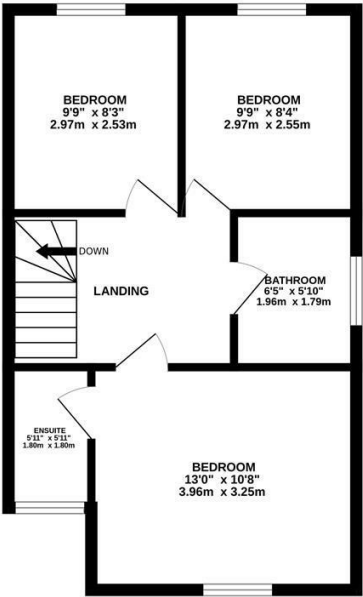 BEDROOM
9'9" x 8'3"
2.97m x 2.53m
BEDROOM
9'9" x 8'4"
2.97m x 2.55m
DOWN
LANDING
BATHROOM
6'5" x 5'10"
1.96m x 1.79m
ENSUITE
5'11" x 5'11"
1.80m x 1.80m
BEDROOM
13'0" x 10'8"
3.96m x 3.25m